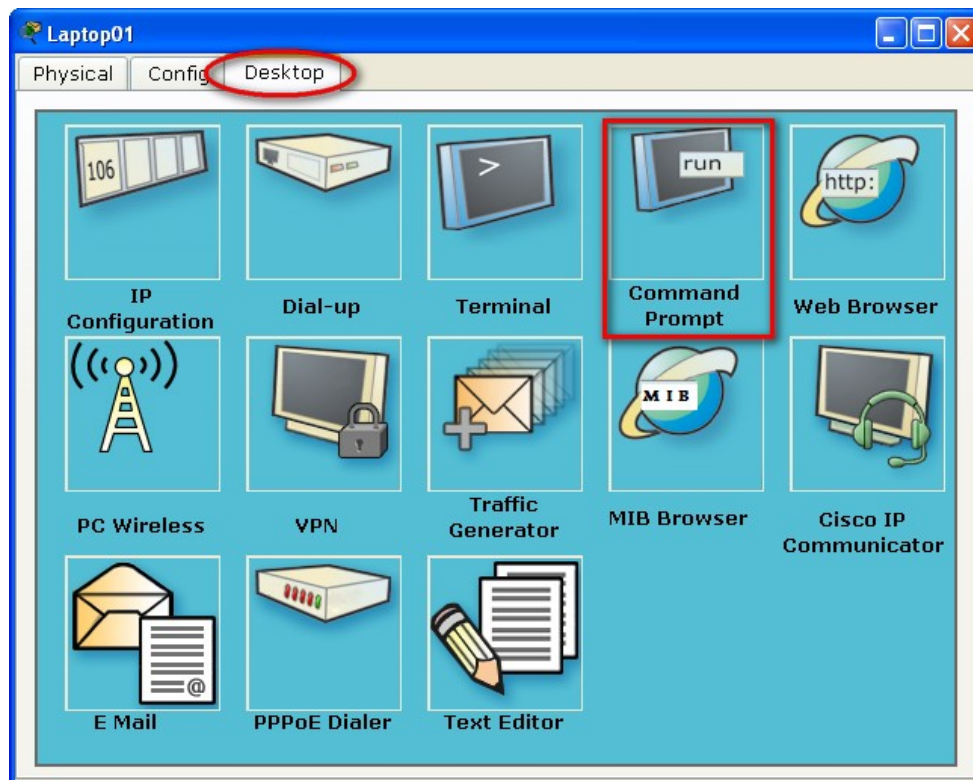 Laptop01
Physical Config Desktop
106
>
run
http:
IP
Configuration
Dial-up
Terminal
Command
Prompt
Web Browser
MIB
PC Wireless
VPN
Traffic
Generator
MIB Browser
Cisco IP
Communicator
@
E Mail
PPPoE Dialer
Text Editor